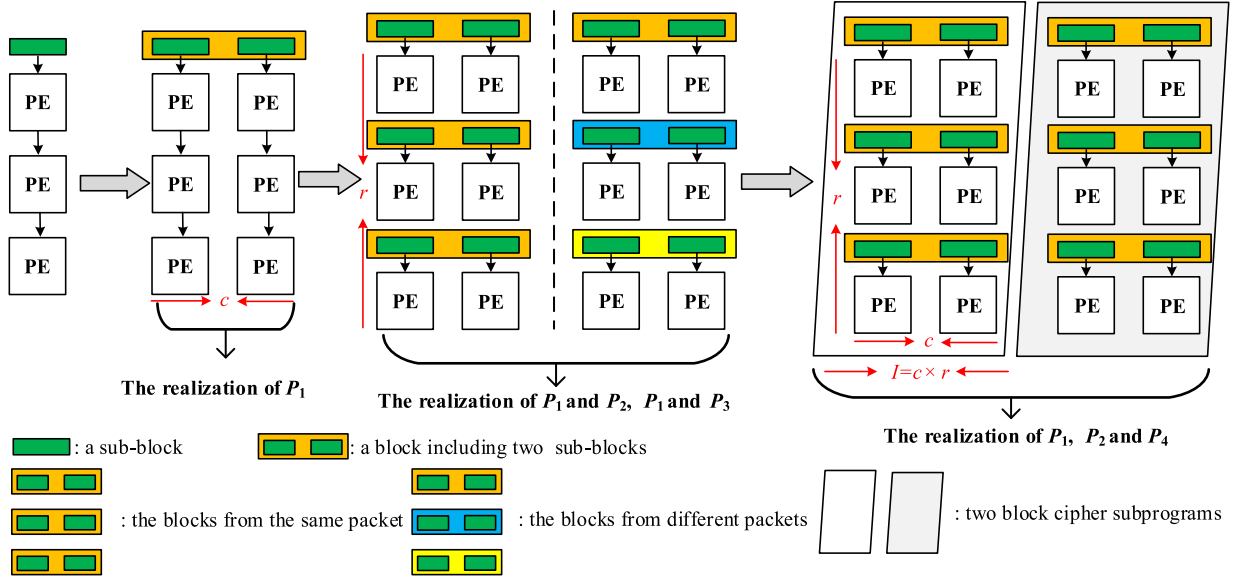 PE PE PE PE PE PE PE
PE PE PE PE PE
PE PE PE
r PE PE PE PE r PE PE PE PE
PE PE PE
PE PE PE PE PE PE PE PE
c c
I=c× r
The realization of P1
The realization of P1 and P2, P1 and P3
The realization of P1, P2 and P4
: a sub-block : a block including two sub-blocks
: the blocks from the same packet : the blocks from different packets : two block cipher subprograms